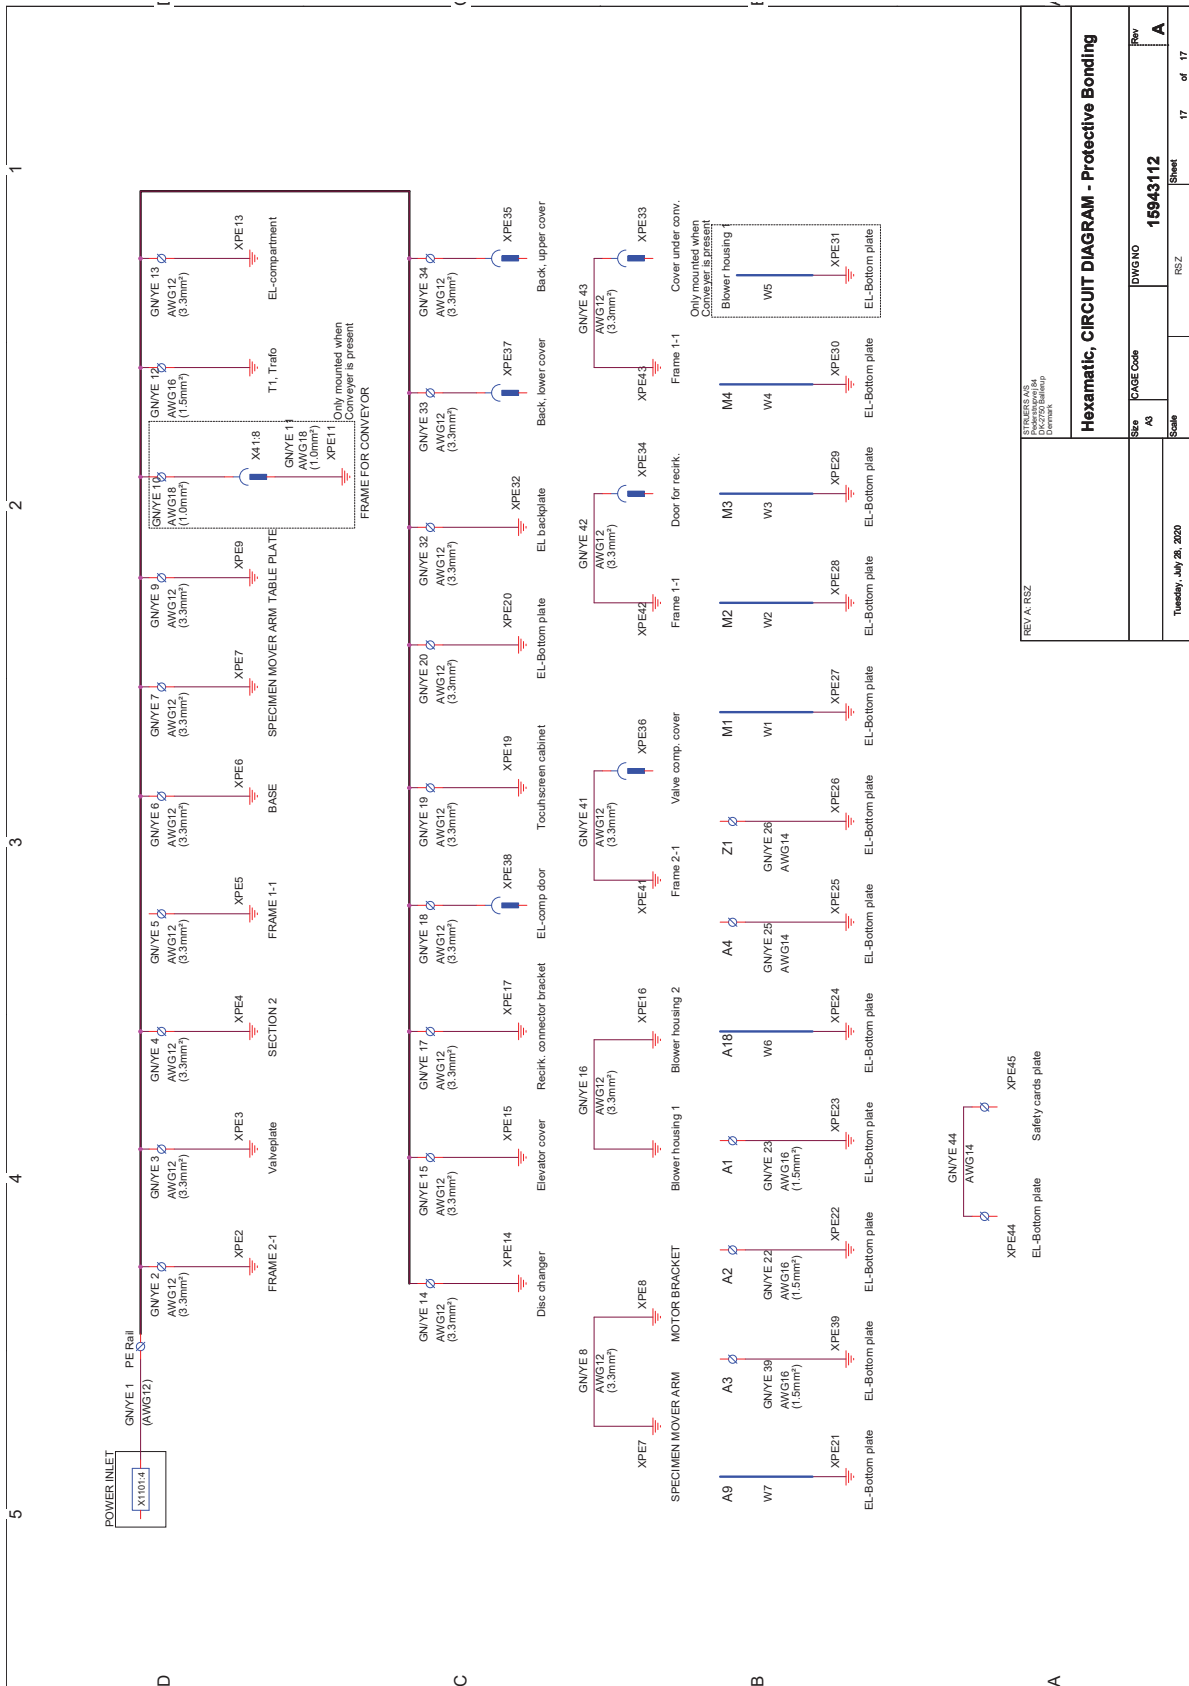 5
4
3
2
1
D
C
B
A
POWER INLET
X1101:4
GN/YE 1
(AWG12)
PE Rail
GN/YE 2
AWG12
(3.3mm²)
XPE2
FRAME 2-1
GN/YE 3
AWG12
(3.3mm²)
XPE3
Valveplate
GN/YE 4
AWG12
(3.3mm²)
XPE4
SECTION 2
GN/YE 5
AWG12
(3.3mm²)
XPE5
FRAME 1-1
GN/YE 6
AWG12
(3.3mm²)
XPE6
BASE
GN/YE 7
AWG12
(3.3mm²)
XPE7
SPECIMEN MOVER ARM TABLE PLATE
GN/YE 9
AWG12
(3.3mm²)
XPE9
GN/YE 10
AWG18
(1.0mm²)
X41:8
GN/YE 11
AWG18
(1.0mm²)
XPE11
Only mounted when
Conveyer is present
FRAME FOR CONVEYOR
GN/YE 12
AWG16
(1.5mm²)
T1, Trafo
GN/YE 13
AWG12
(3.3mm²)
XPE13
EL-compartment
GN/YE 14
AWG12
(3.3mm²)
XPE14
Disc changer
GN/YE 15
AWG12
(3.3mm²)
XPE15
Elevator cover
GN/YE 17
AWG12
(3.3mm²)
XPE17
Recirk. connector bracket
GN/YE 18
AWG12
(3.3mm²)
XPE38
EL-comp door
GN/YE 19
AWG12
(3.3mm²)
XPE19
Tocuhscreen cabinet
GN/YE 20
AWG12
(3.3mm²)
XPE20
EL-Bottom plate
GN/YE 32
AWG12
(3.3mm²)
XPE32
EL backplate
GN/YE 33
AWG12
(3.3mm²)
XPE37
Back, lower cover
GN/YE 34
AWG12
(3.3mm²)
XPE35
Back, upper cover
GN/YE 8
AWG12
(3.3mm²)
XPE7
SPECIMEN MOVER ARM
XPE8
MOTOR BRACKET
GN/YE 16
AWG12
(3.3mm²)
Blower housing 1
XPE16
Blower housing 2
GN/YE 41
AWG12
(3.3mm²)
XPE41
Frame 2-1
XPE36
Valve comp. cover
GN/YE 42
AWG12
(3.3mm²)
XPE42
Frame 1-1
XPE34
Door for recirk.
GN/YE 43
AWG12
(3.3mm²)
XPE43
Frame 1-1
XPE33
Cover under conv.
A9
W7
XPE21
EL-Bottom plate
A3
GN/YE 39
AWG16
(1.5mm²)
XPE39
EL-Bottom plate
A2
GN/YE 22
AWG16
(1.5mm²)
XPE22
EL-Bottom plate
A1
GN/YE 23
AWG16
(1.5mm²)
XPE23
EL-Bottom plate
A18
W6
XPE24
EL-Bottom plate
A4
GN/YE 25
AWG14
XPE25
EL-Bottom plate
Z1
GN/YE 26
AWG14
XPE26
EL-Bottom plate
M1
W1
XPE27
EL-Bottom plate
M2
W2
XPE28
EL-Bottom plate
M3
W3
XPE29
EL-Bottom plate
M4
W4
XPE30
EL-Bottom plate
Only mounted when
Conveyer is present
Blower housing 1
W5
XPE31
EL-Bottom plate
GN/YE 44
AWG14
XPE44
EL-Bottom plate
XPE45
Safety cards plate
REV A: RSZ
STRUERS A/S
Pederstrupvej 84
DK-2750 Ballerup
Denmark
Hexamatic, CIRCUIT DIAGRAM - Protective Bonding
Size
A3
CAGE Code
DWG NO
15943112
Rev
A
Tuesday, July 28, 2020
Scale
RSZ
Sheet
17 of 17